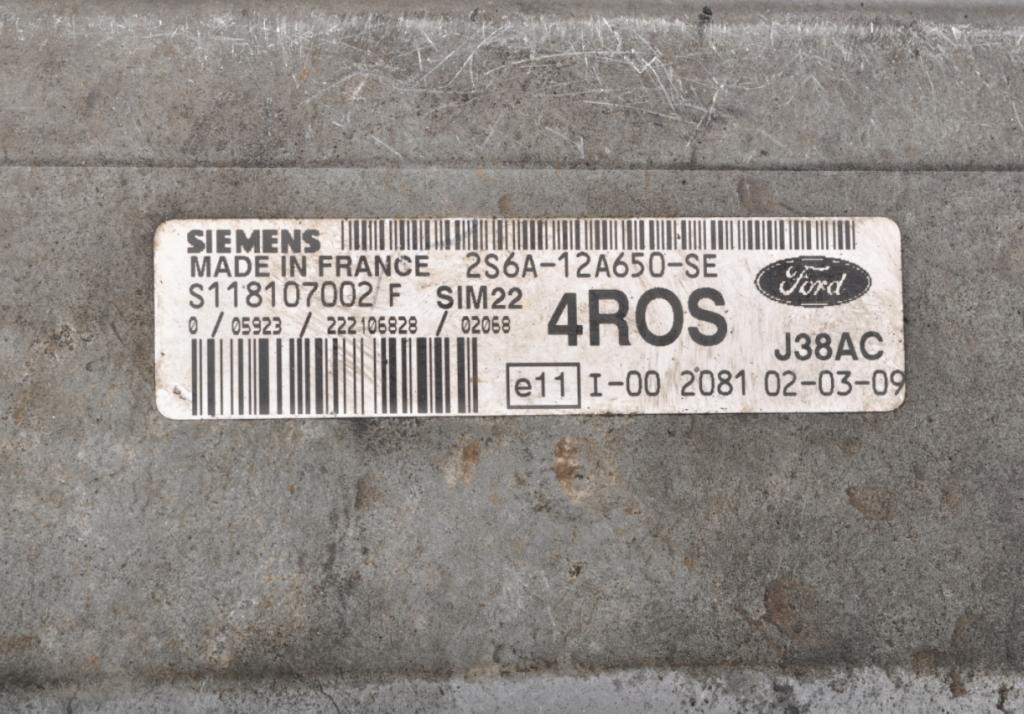 SIEMENS
MADE IN FRANCE 2S6A-12A650-SE
Ford
S118107002 F SIM22
4ROS
0 / 05923 / 222106828 / 02068
J38AC
e11 I-00 2081 02-03-09